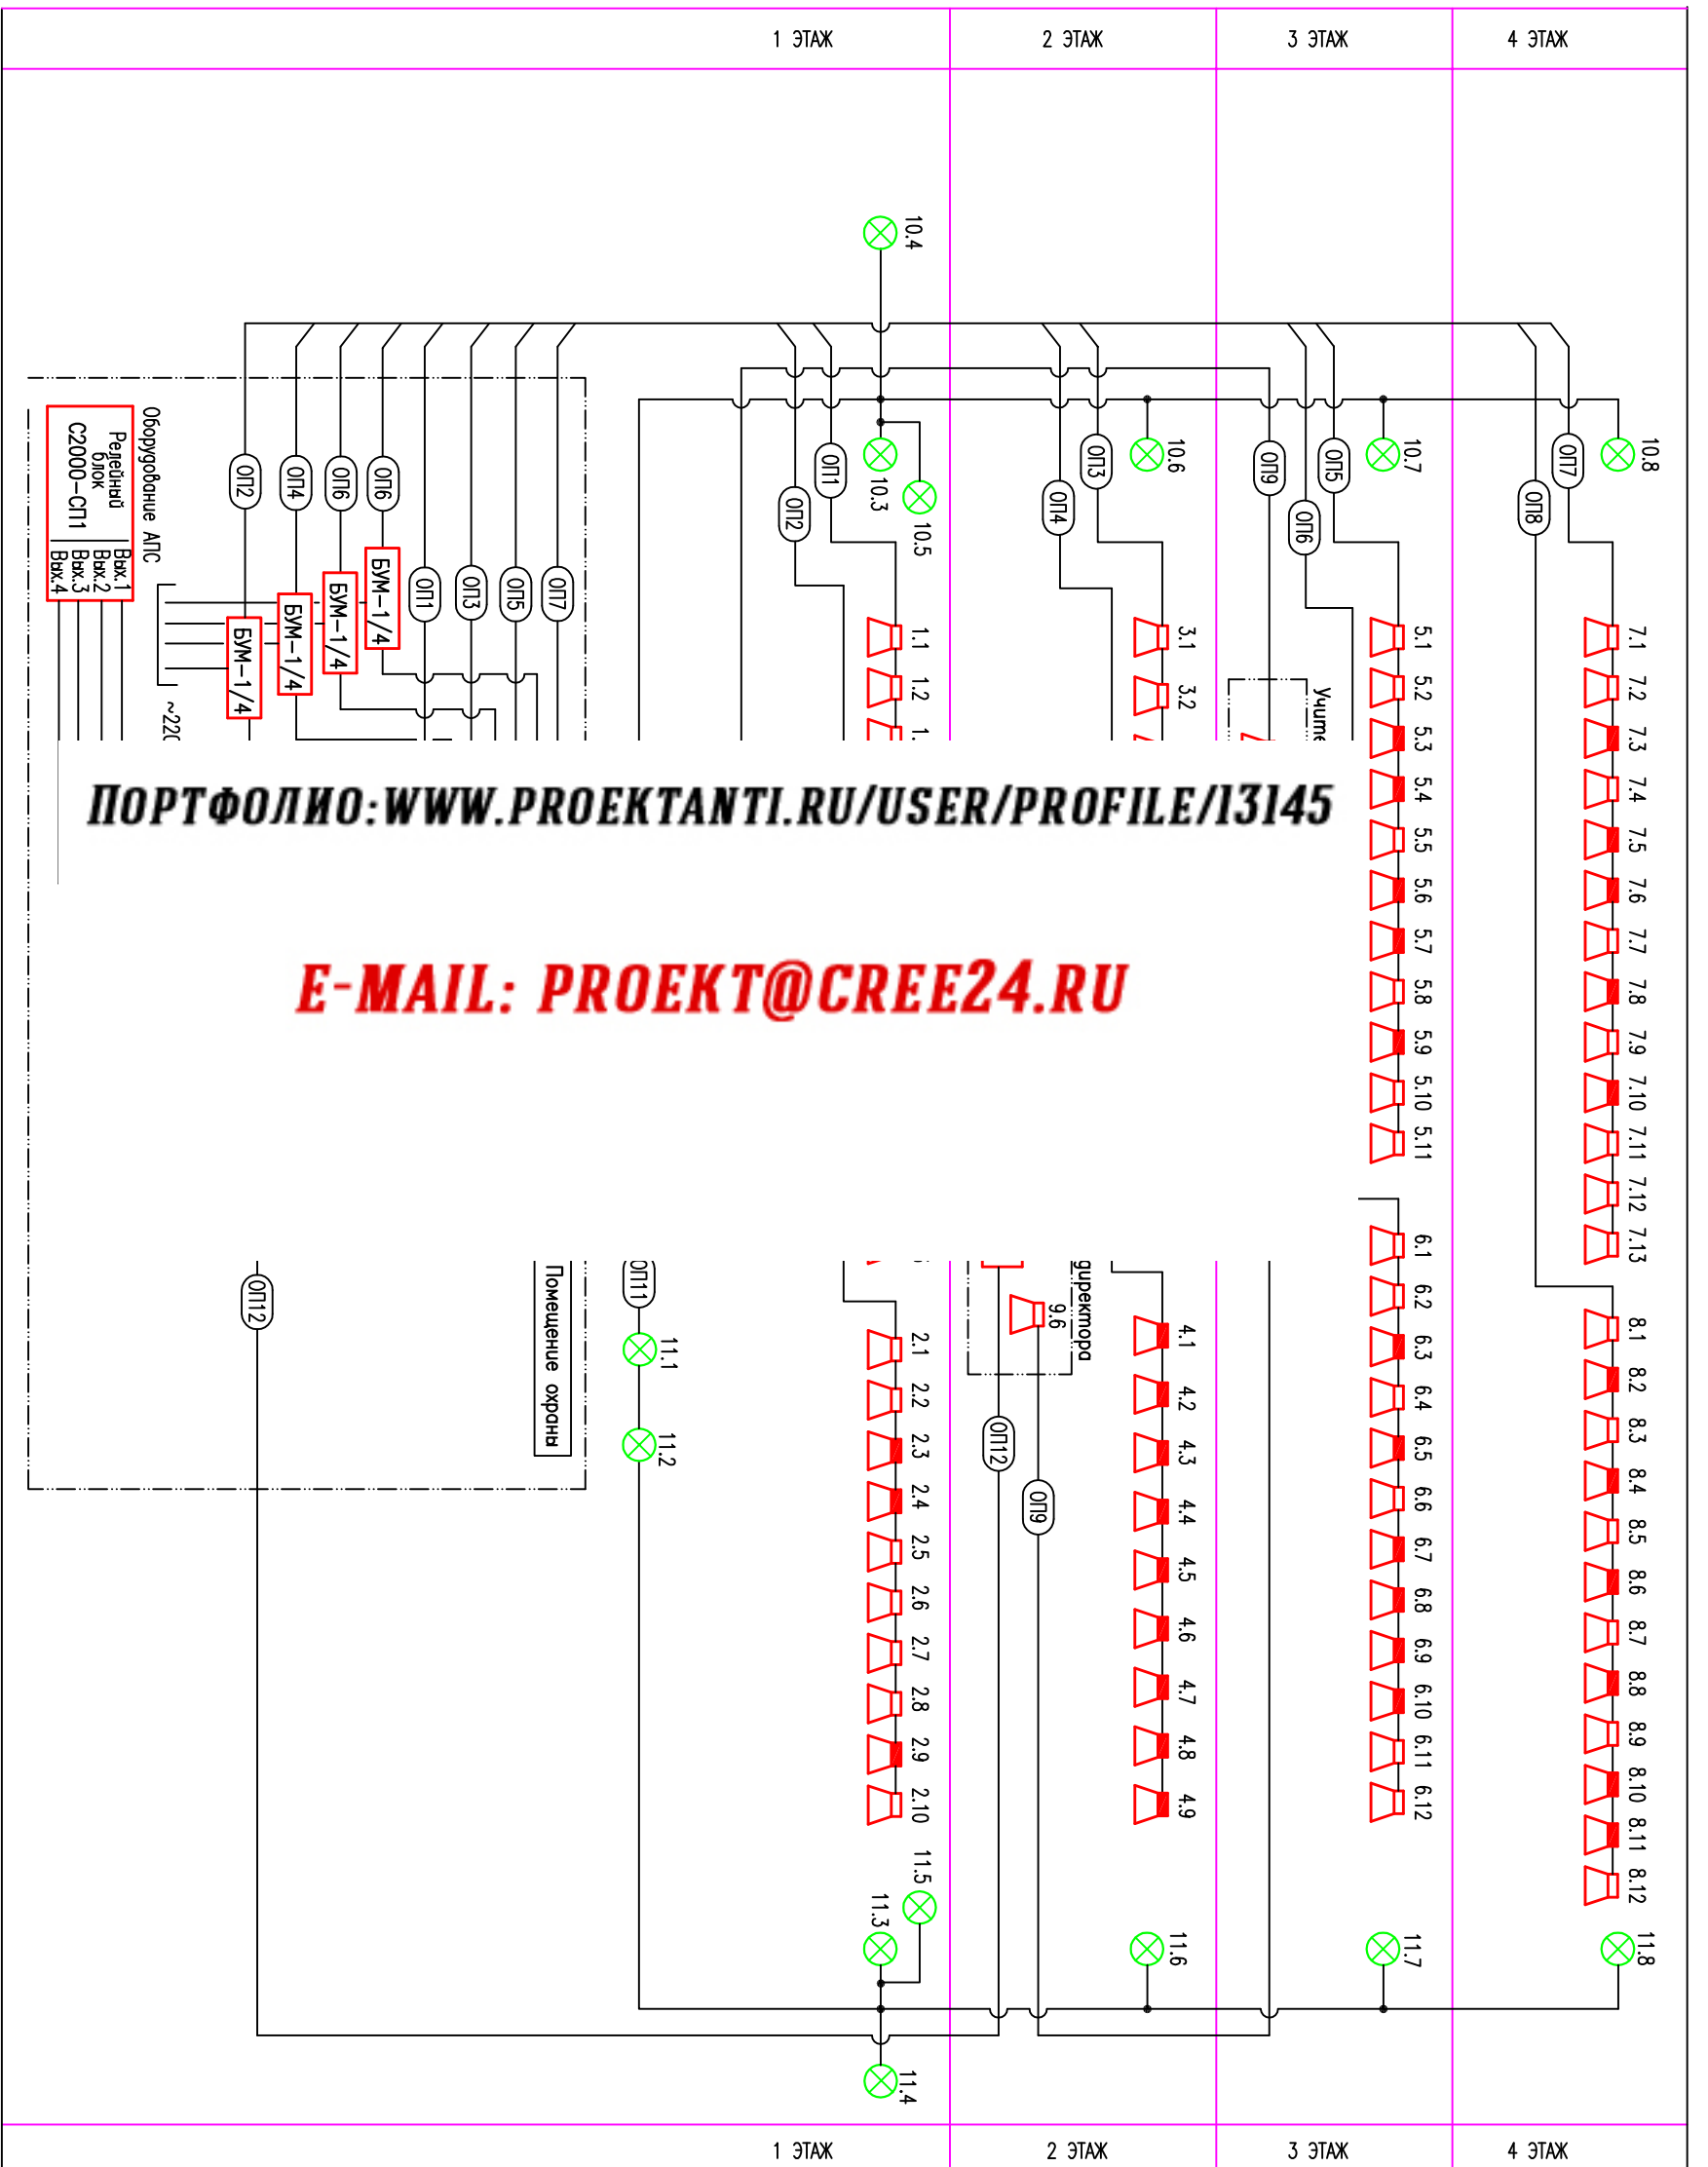 1 ЭТАЖ
2 ЭТАЖ
3 ЭТАЖ
4 ЭТАЖ
10.4
10.3
10.5
10.6
10.7
10.8
Оборудование АПС
Релейный
блок
С2000-СП1
Вых.1
Вых.2
Вых.3
Вых.4
ОП2
ОП4
ОП6
ОП6
ОП1
ОП3
ОП5
ОП7
БУМ-1/4
БУМ-1/4
БУМ-1/4
БУМ-1/4
~220
ОП2
ОП1
ОП4
ОП3
ОП9
ОП6
ОП5
ОП8
ОП7
1.1
1.2
1.
3.1
3.2
Учите
5.1
5.2
5.3
5.4
5.5
5.6
5.7
5.8
5.9
5.10
5.11
7.1
7.2
7.3
7.4
7.5
7.6
7.7
7.8
7.9
7.10
7.11
7.12
7.13
ПОРТФОЛИО:WWW.PROEKTANTI.RU/USER/PROFILE/13145
E-MAIL: PROEKT@CREE24.RU
ОП12
Помещение охраны
ОП11
11.1
11.2
2.1
2.2
2.3
2.4
2.5
2.6
2.7
2.8
2.9
2.10
директора
9.6
ОП12
ОП9
4.1
4.2
4.3
4.4
4.5
4.6
4.7
4.8
4.9
6.1
6.2
6.3
6.4
6.5
6.6
6.7
6.8
6.9
6.10
6.11
6.12
8.1
8.2
8.3
8.4
8.5
8.6
8.7
8.8
8.9
8.10
8.11
8.12
11.5
11.3
11.4
11.6
11.7
11.8
1 ЭТАЖ
2 ЭТАЖ
3 ЭТАЖ
4 ЭТАЖ